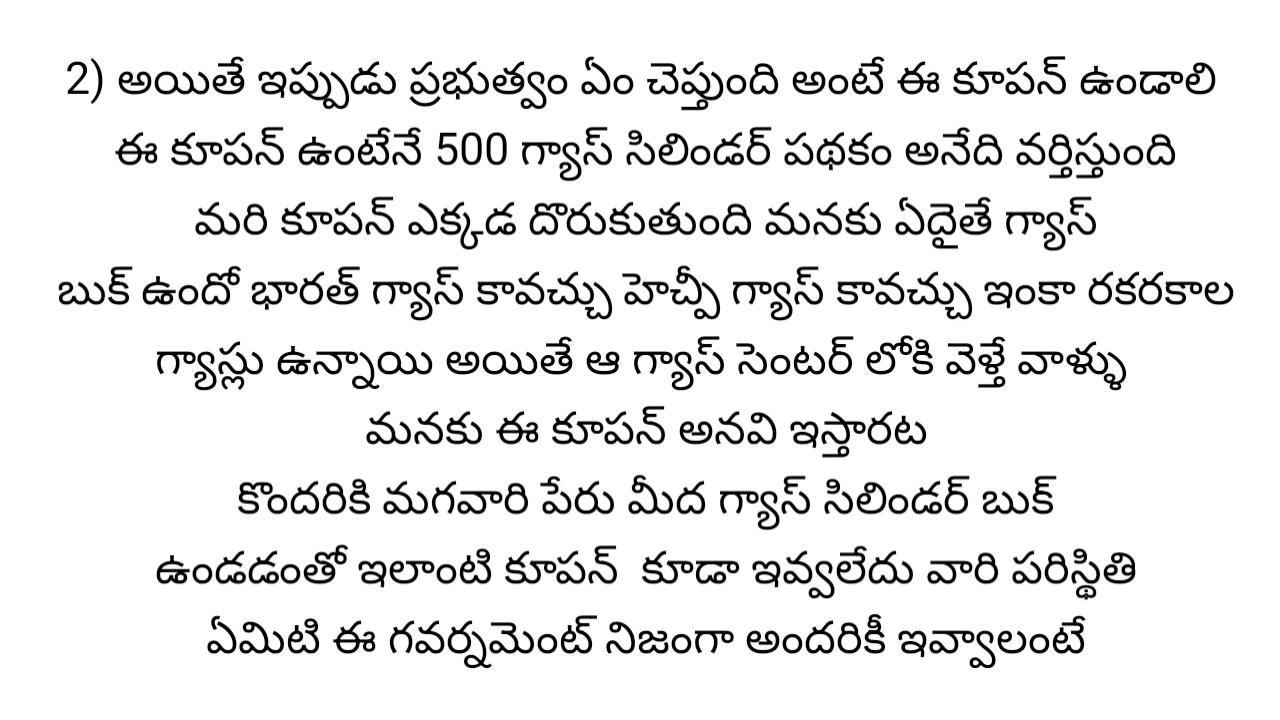 2) అయితే ఇప్పుడు ప్రభుత్వం ఏం చెప్తుంది అంటే ఈ కూపన్ ఉండాలి
ఈ కూపన్ ఉంటేనే 500 గ్యాస్ సిలిండర్ పథకం అనేది వర్తిస్తుంది
మరి కూపన్ ఎక్కడ దొరుకుతుంది మనకు ఏదైతే గ్యాస్
బుక్ ఉందో భారత్ గ్యాస్ కావచ్చు హెచ్పీ గ్యాస్ కావచ్చు ఇంకా రకరకాల
గ్యాస్లు ఉన్నాయి అయితే ఆ గ్యాస్ సెంటర్ లోకి వెళ్తే వాళ్ళు
మనకు ఈ కూపన్ అనవి ఇస్తారట
కొందరికి మగవారి పేరు మీద గ్యాస్ సిలిండర్ బుక్
ఉండడంతో ఇలాంటి కూపన్  కూడా ఇవ్వలేదు వారి పరిస్థితి
ఏమిటి ఈ గవర్నమెంట్ నిజంగా అందరికీ ఇవ్వాలంటే